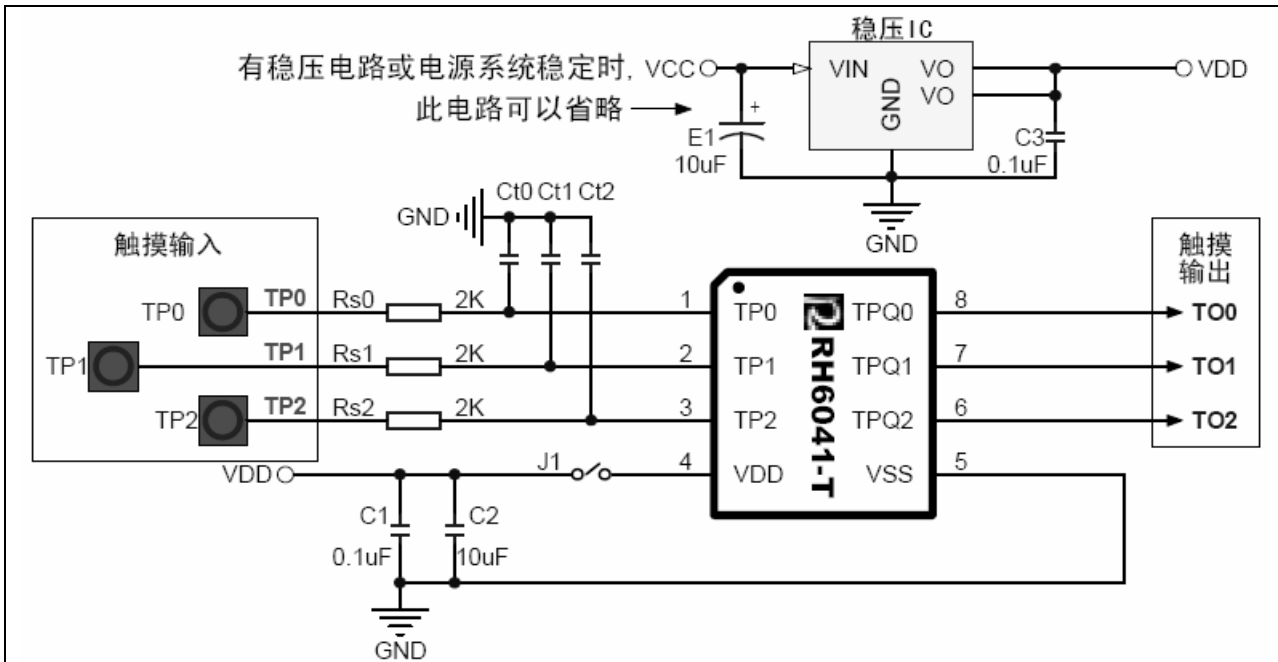 稳压IC
有稳压电路或电源系统稳定时,
此电路可以省略
VCC
VIN
VO
VO
GND
VDD
+
E1
10uF
C3
0.1uF
GND
Ct0 Ct1 Ct2
GND
触摸输入
触摸
输出
TP0
TP0
Rs0
2K
1
TP0
TPQ0
8
TO0
TP1
TP1
Rs1
2K
2
TP1
TPQ1
7
TO1
TP2
TP2
Rs2
2K
3
TP2
TPQ2
6
TO2
RH6041-T
VDD
J1
4
VDD
VSS
5
C1
0.1uF
C2
10uF
GND